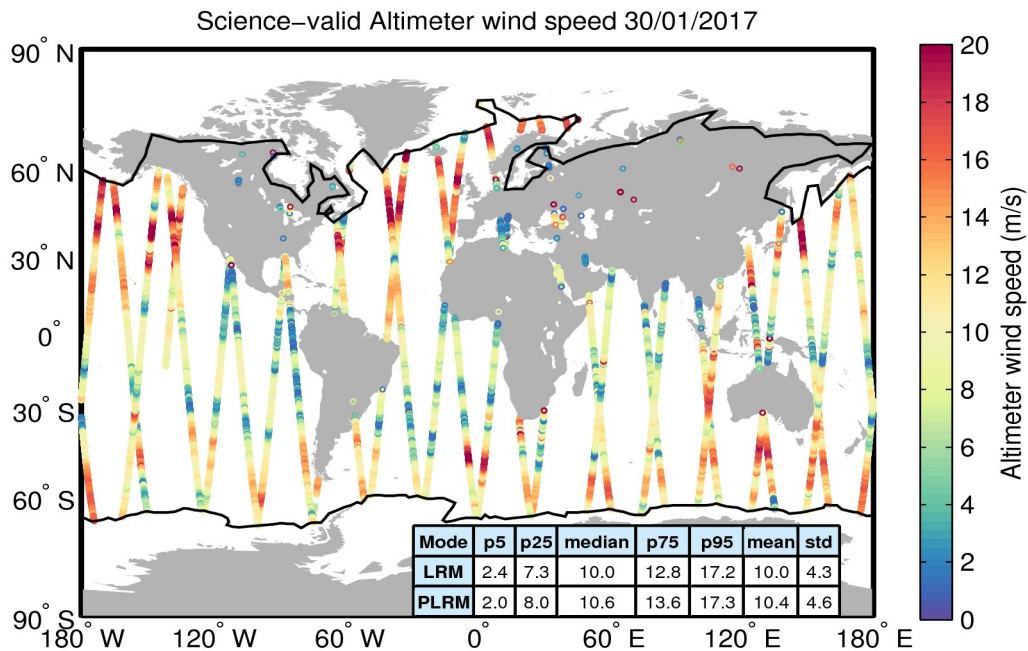 Science−valid Altimeter wind speed 30/01/2017
90° N
60° N
30° N
0°
30° S
60° S
90° S
180° W
120° W
60° W
0°
60° E
120° E
180° E
Mode p5 p25 median p75 p95 mean std
LRM 2.4 7.3 10.0 12.8 17.2 10.0 4.3
PLRM 2.0 8.0 10.6 13.6 17.3 10.4 4.6
20
18
16
14
12
10
8
6
4
2
0
Altimeter wind speed (m/s)